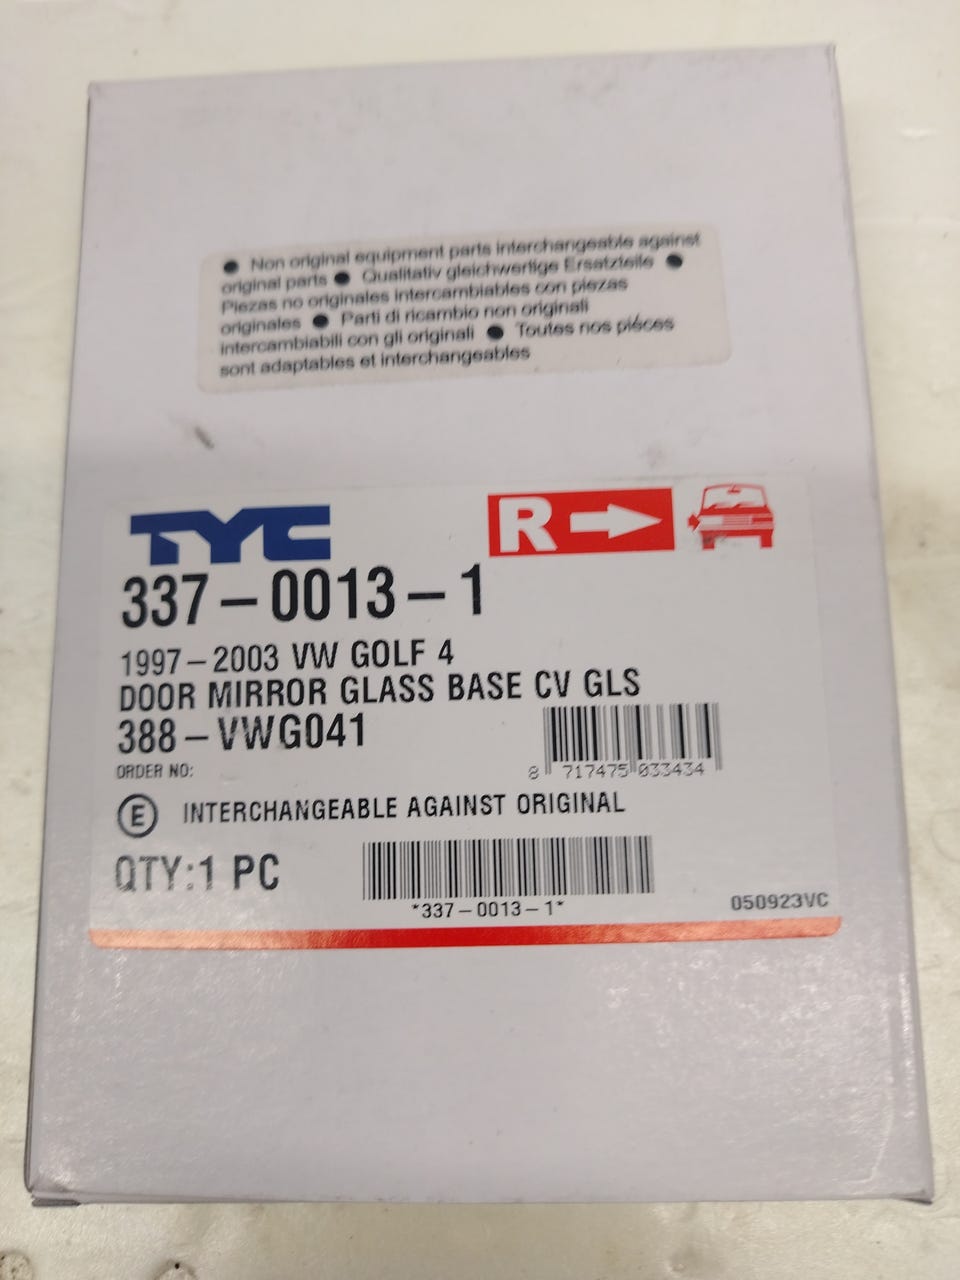 ● Non original equipment parts interchangeable against
original parts ● Qualitativ gleichwertige Ersatzteile ●
Piezas no originales intercambiables con piezas
originales ● Parti di ricambio non originali
intercambiabili con gli originali ● Toutes nos piéces
sont adaptables et interchangeables
TYC
R
337-0013-1
1997-2003 VW GOLF 4
DOOR MIRROR GLASS BASE CV GLS
388-VWG041
8 717475 033434
ORDER NO:
E INTERCHANGEABLE AGAINST ORIGINAL
QTY:1 PC
*337-0013-1*
050923VC